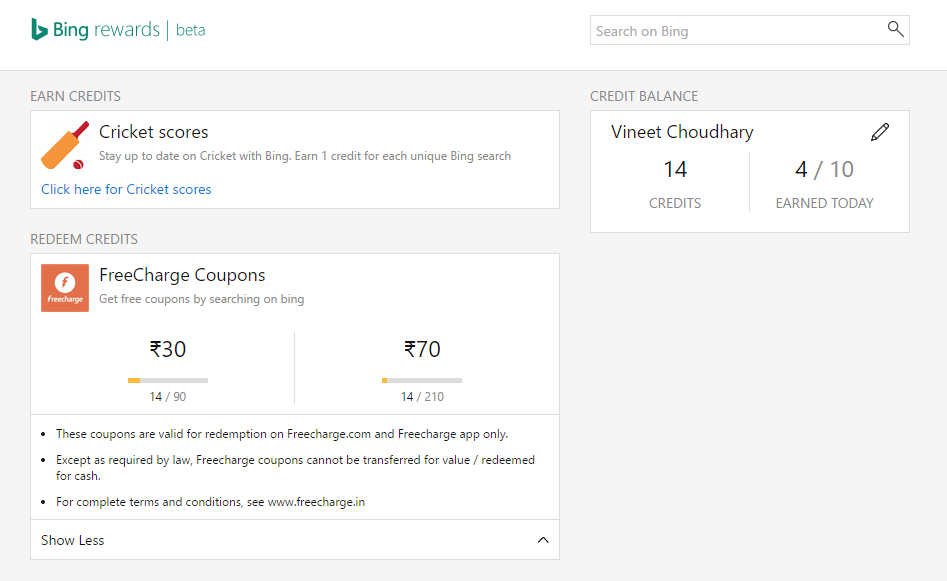 Bing rewards | beta
Search on Bing
EARN CREDITS
Cricket scores
Stay up to date on Cricket with Bing. Earn 1 credit for each unique Bing search
Click here for Cricket scores
CREDIT BALANCE
Vineet Choudhary
14
CREDITS
4 / 10
EARNED TODAY
REDEEM CREDITS
freecharge
FreeCharge Coupons
Get free coupons by searching on bing
₹30
14 / 90
₹70
14 / 210
These coupons are valid for redemption on Freecharge.com and Freecharge app only.
Except as required by law, Freecharge coupons cannot be transferred for value / redeemed
for cash.
For complete terms and conditions, see www.freecharge.in
Show Less